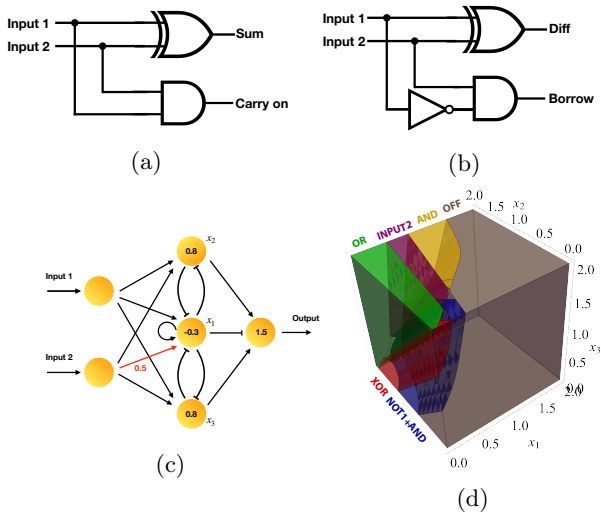 Input 1
Input 2
Sum
Carry on
(a)
Input 1
Input 2
Diff
Borrow
(b)
Input 1
Input 2
0.5
0.8
x2
-0.3
x1
0.8
x3
1.5
Output
(c)
OR
INPUT2
AND
OFF
XOR
NOT1+AND
2.0
1.5
x2
1.0
0.5
0.0
2.0
1.5
1.0
x3
0.5
0.0
2.0
1.5
1.0
x1
0.5
0.0
(d)